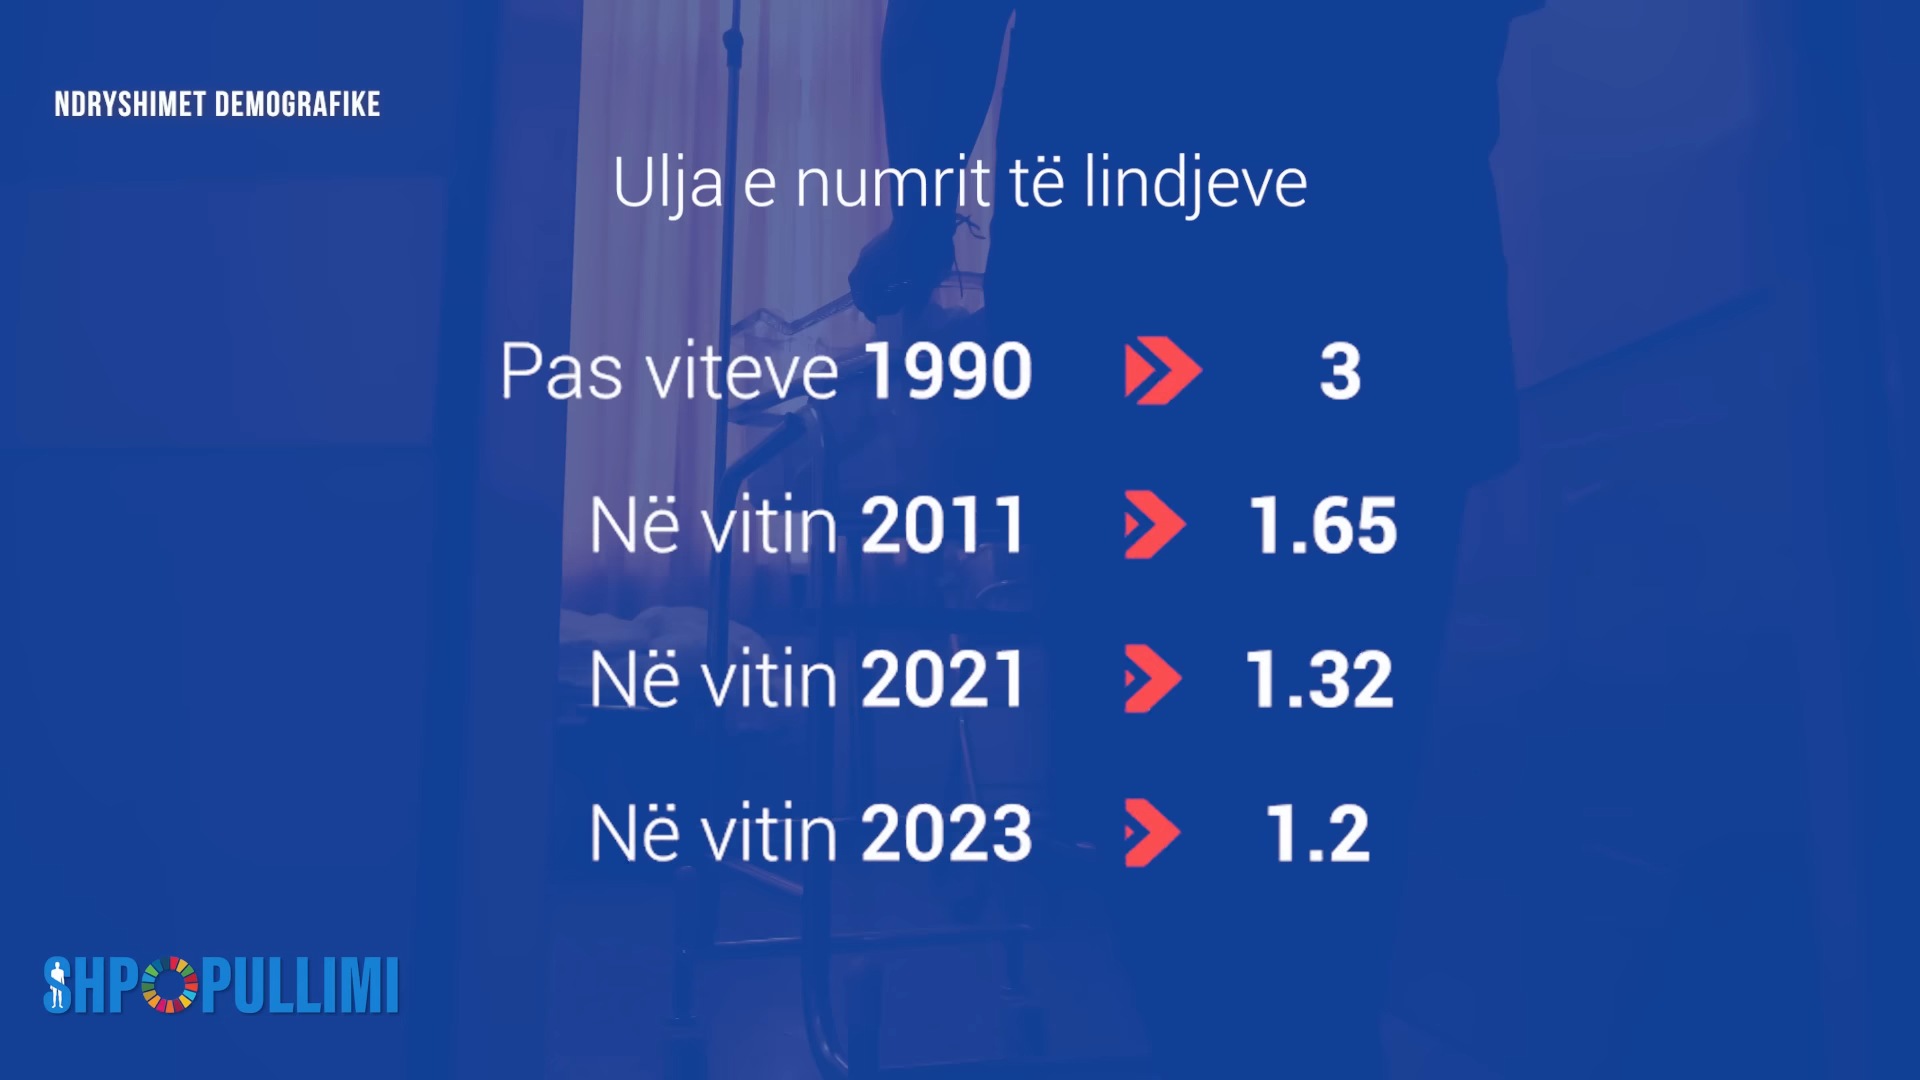 NDRYSHIMET DEMOGRAFIKE
Ulja e numrit të lindjeve
Pas viteve 1990 3
Në vitin 2011 1.65
Në vitin 2021 1.32
Në vitin 2023 1.2
SHPOPULLIMI